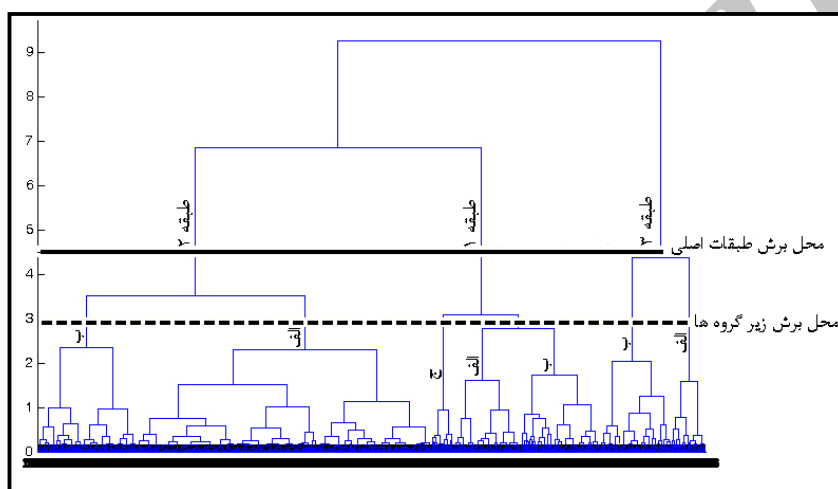 9
8
7
6
5
4
3
2
1
0
طبقه ۲
طبقه ۱
طبقه ۳
محل برش طبقات اصلی
محل برش زیر گروه ها
ب
الف
ج
الف
ب
ب
الف